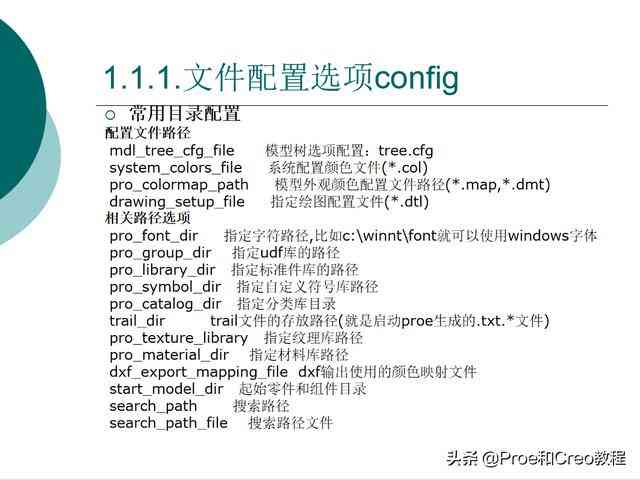 1.1.1.文件配置选项config
常用目录配置
配置文件路径
mdl_tree_cfg_file 模型树选项配置：tree.cfg
system_colors_file 系统配置颜色文件(*.col)
pro_colormap_path 模型外观颜色配置文件路径(*.map,*.dmt)
drawing_setup_file 指定绘图配置文件(*.dtl)
相关路径选项
pro_font_dir 指定字符路径,比如c:\winnt\font就可以使用windows字体
pro_group_dir 指定udf库的路径
pro_library_dir 指定标准件库的路径
pro_symbol_dir 指定自定义符号库路径
pro_catalog_dir 指定分类库目录
trail_dir trail文件的存放路径(就是启动proe生成的.txt.*文件)
pro_texture_library 指定纹理库路径
pro_material_dir 指定材料库路径
dxf_export_mapping_file dxf输出使用的颜色映射文件
start_model_dir 起始零件和组件目录
search_path 搜索路径
search_path_file 搜索路径文件
头条 @Proe和Creo教程